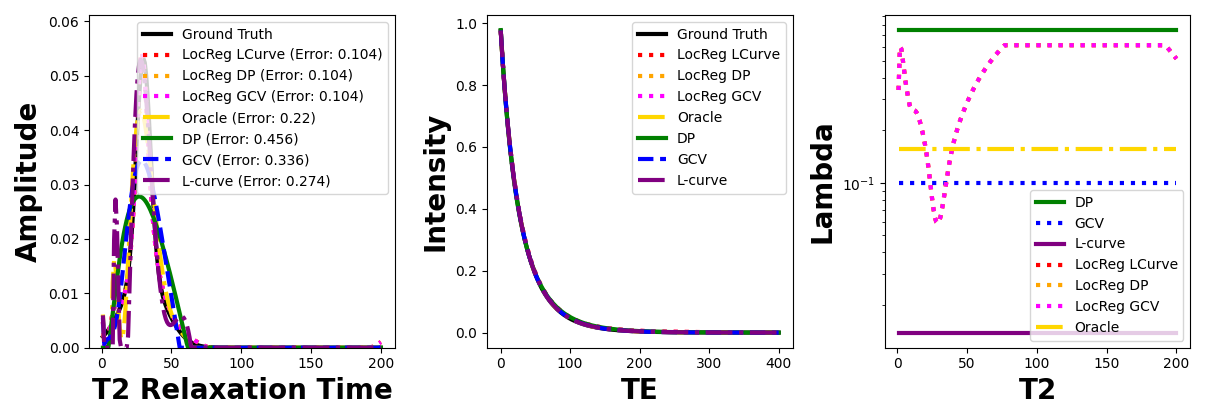 0.06
0.05
0.04
0.03
0.02
0.01
0.00
Amplitude
Ground Truth
LocReg LCurve (Error: 0.104)
LocReg DP (Error: 0.104)
LocReg GCV (Error: 0.104)
Oracle (Error: 0.22)
DP (Error: 0.456)
GCV (Error: 0.336)
L-curve (Error: 0.274)
0 50 100 150 200
T2 Relaxation Time
1.0
0.8
0.6
0.4
0.2
0.0
Intensity
Ground Truth
LocReg LCurve
LocReg DP
LocReg GCV
Oracle
DP
GCV
L-curve
0 100 200 300 400
TE
10⁻¹
Lambda
DP
GCV
L-curve
LocReg LCurve
LocReg DP
LocReg GCV
Oracle
0 50 100 150 200
T2